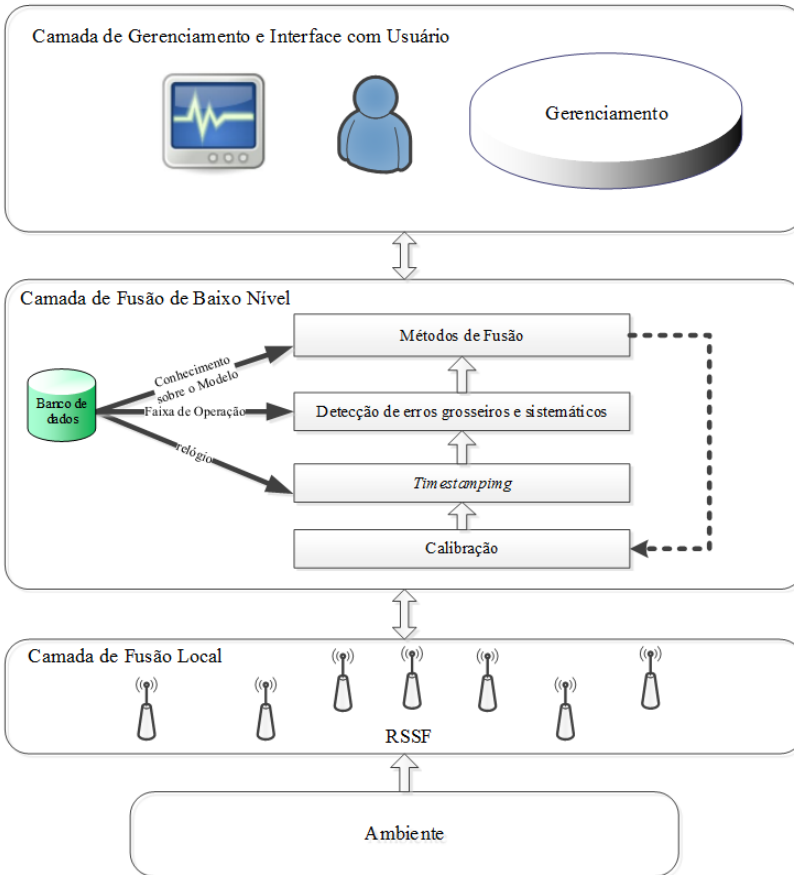 Camada de Gerenciamento e Interface com Usuário
Gerenciamento
Camada de Fusão de Baixo Nível
Métodos de Fusão
Conhecimento
sobre o Modelo
Banco de
dados
Faixa de Operação
Detecção de erros grosseiros e sistemáticos
relógio
Timestampimg
Calibração
Camada de Fusão Local
RSSF
Ambiente